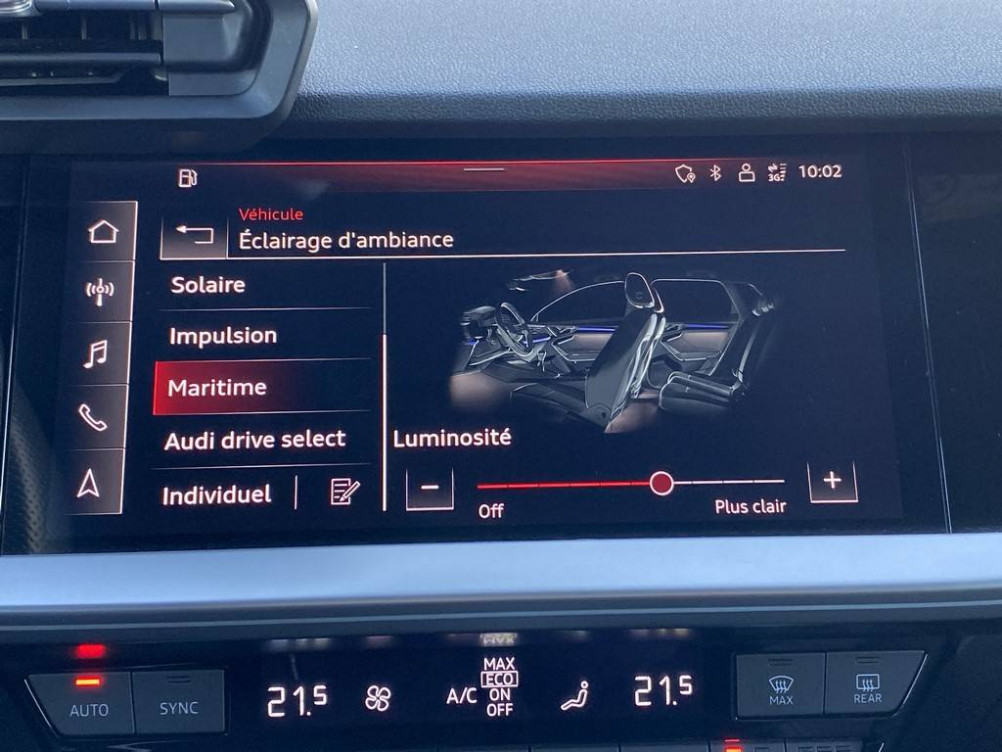 3G
10:02
Véhicule
Éclairage d'ambiance
Solaire
Impulsion
Maritime
Audi drive select
Individuel
Luminosité
Off
Plus clair
AUTO
SYNC
21.5
A/C
MAX
ECO
ON
OFF
21.5
MAX
REAR